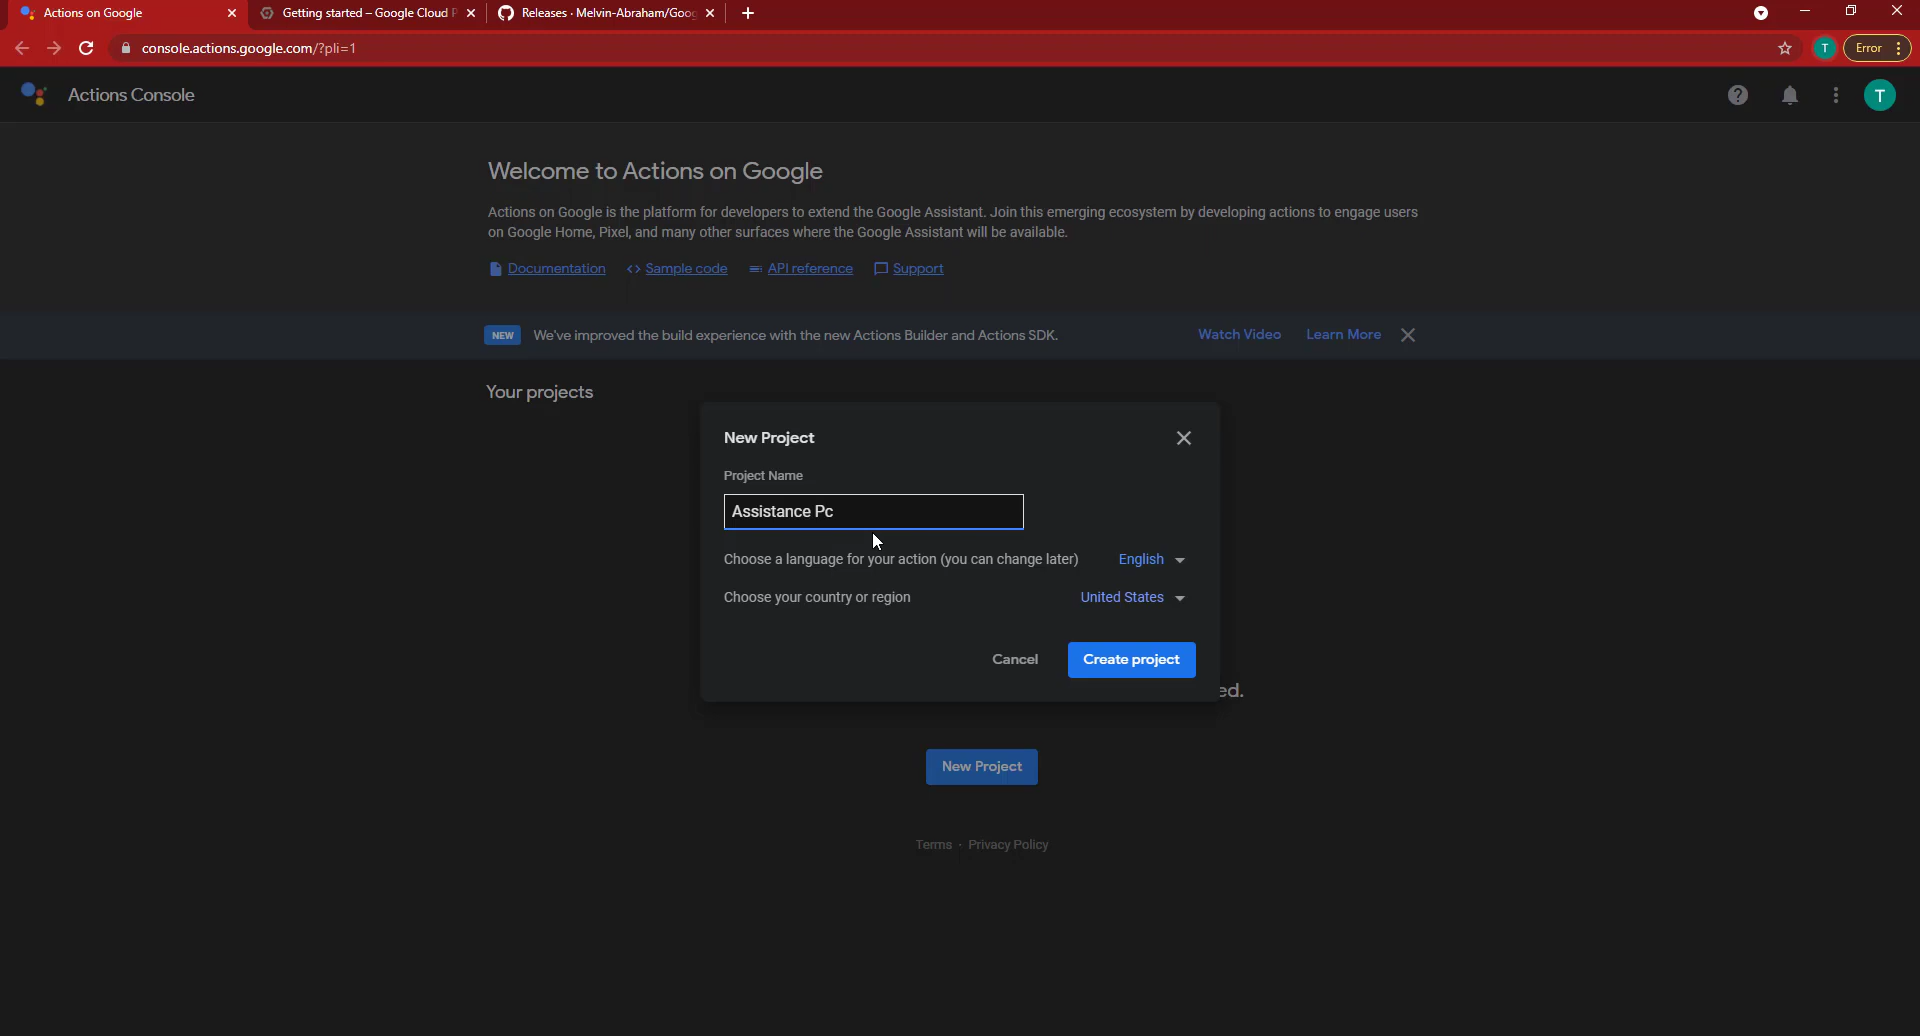 Actions on Google
Getting started – Google Cloud P
Releases · Melvin-Abraham/Goog
console.actions.google.com/?pli=1
T
Error
Actions Console
T
Welcome to Actions on Google
Actions on Google is the platform for developers to extend the Google Assistant. Join this emerging ecosystem by developing actions to engage users
on Google Home, Pixel, and many other surfaces where the Google Assistant will be available.
Documentation
Sample code
API reference
Support
NEW
We've improved the build experience with the new Actions Builder and Actions SDK.
Watch Video
Learn More
Your projects
New Project
Project Name
Assistance Pc
Choose a language for your action (you can change later)
English
Choose your country or region
United States
Cancel
Create project
ed.
New Project
Terms · Privacy Policy